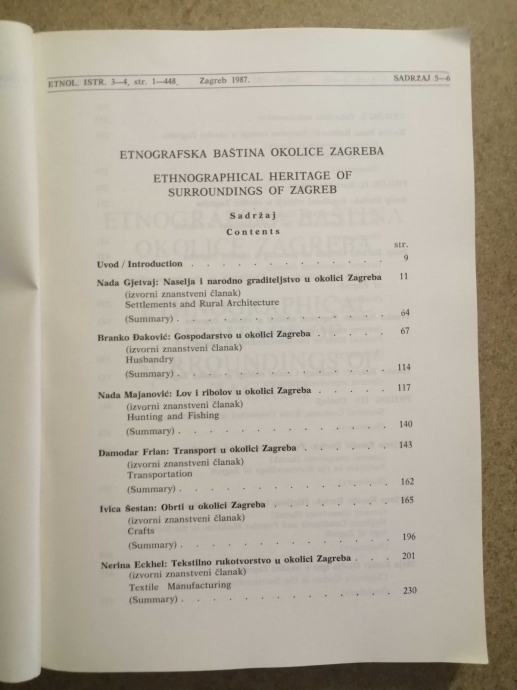 ETNOL. ISTR. 3—4, str. 1—448, Zagreb 1987. SADRŽAJ 5—6
ETNOGRAFSKA BAŠTINA OKOLICE ZAGREBA
ETHNOGRAPHICAL HERITAGE OF
SURROUNDINGS OF ZAGREB
Sadržaj
Contents
str.
Uvod / Introduction . . . . . . . . . . . 9
Nada Gjetvaj: Naselja i narodno graditeljstvo u okolici Zagreba 11
(izvorni znanstveni članak)
Settlements and Rural Architecture
(Summary) . . . . . . . . . . . . 64
Branko Đaković: Gospodarstvo u okolici Zagreba . . . . . 67
(izvorni znanstveni članak)
Husbandry
(Summary) . . . . . . . . . . . . 114
Nada Majanović: Lov i ribolov u okolici Zagreba . . . . . 117
(izvorni znanstveni članak)
Hunting and Fishing
(Summary) . . . . . . . . . . . . 140
Damodar Frlan: Transport u okolici Zagreba . . . . . . 143
(izvorni znanstveni članak)
Transportation
(Summary) . . . . . . . . . . . . 162
Ivica Šestan: Obrti u okolici Zagreba . . . . . . . 165
(izvorni znanstveni članak)
Crafts
(Summary) . . . . . . . . . . . . 196
Nerina Eckhel: Tekstilno rukotvorstvo u okolici Zagreba . . . 201
(izvorni znanstveni članak)
Textile Manufacturing
(Summary) . . . . . . . . . . . . 230